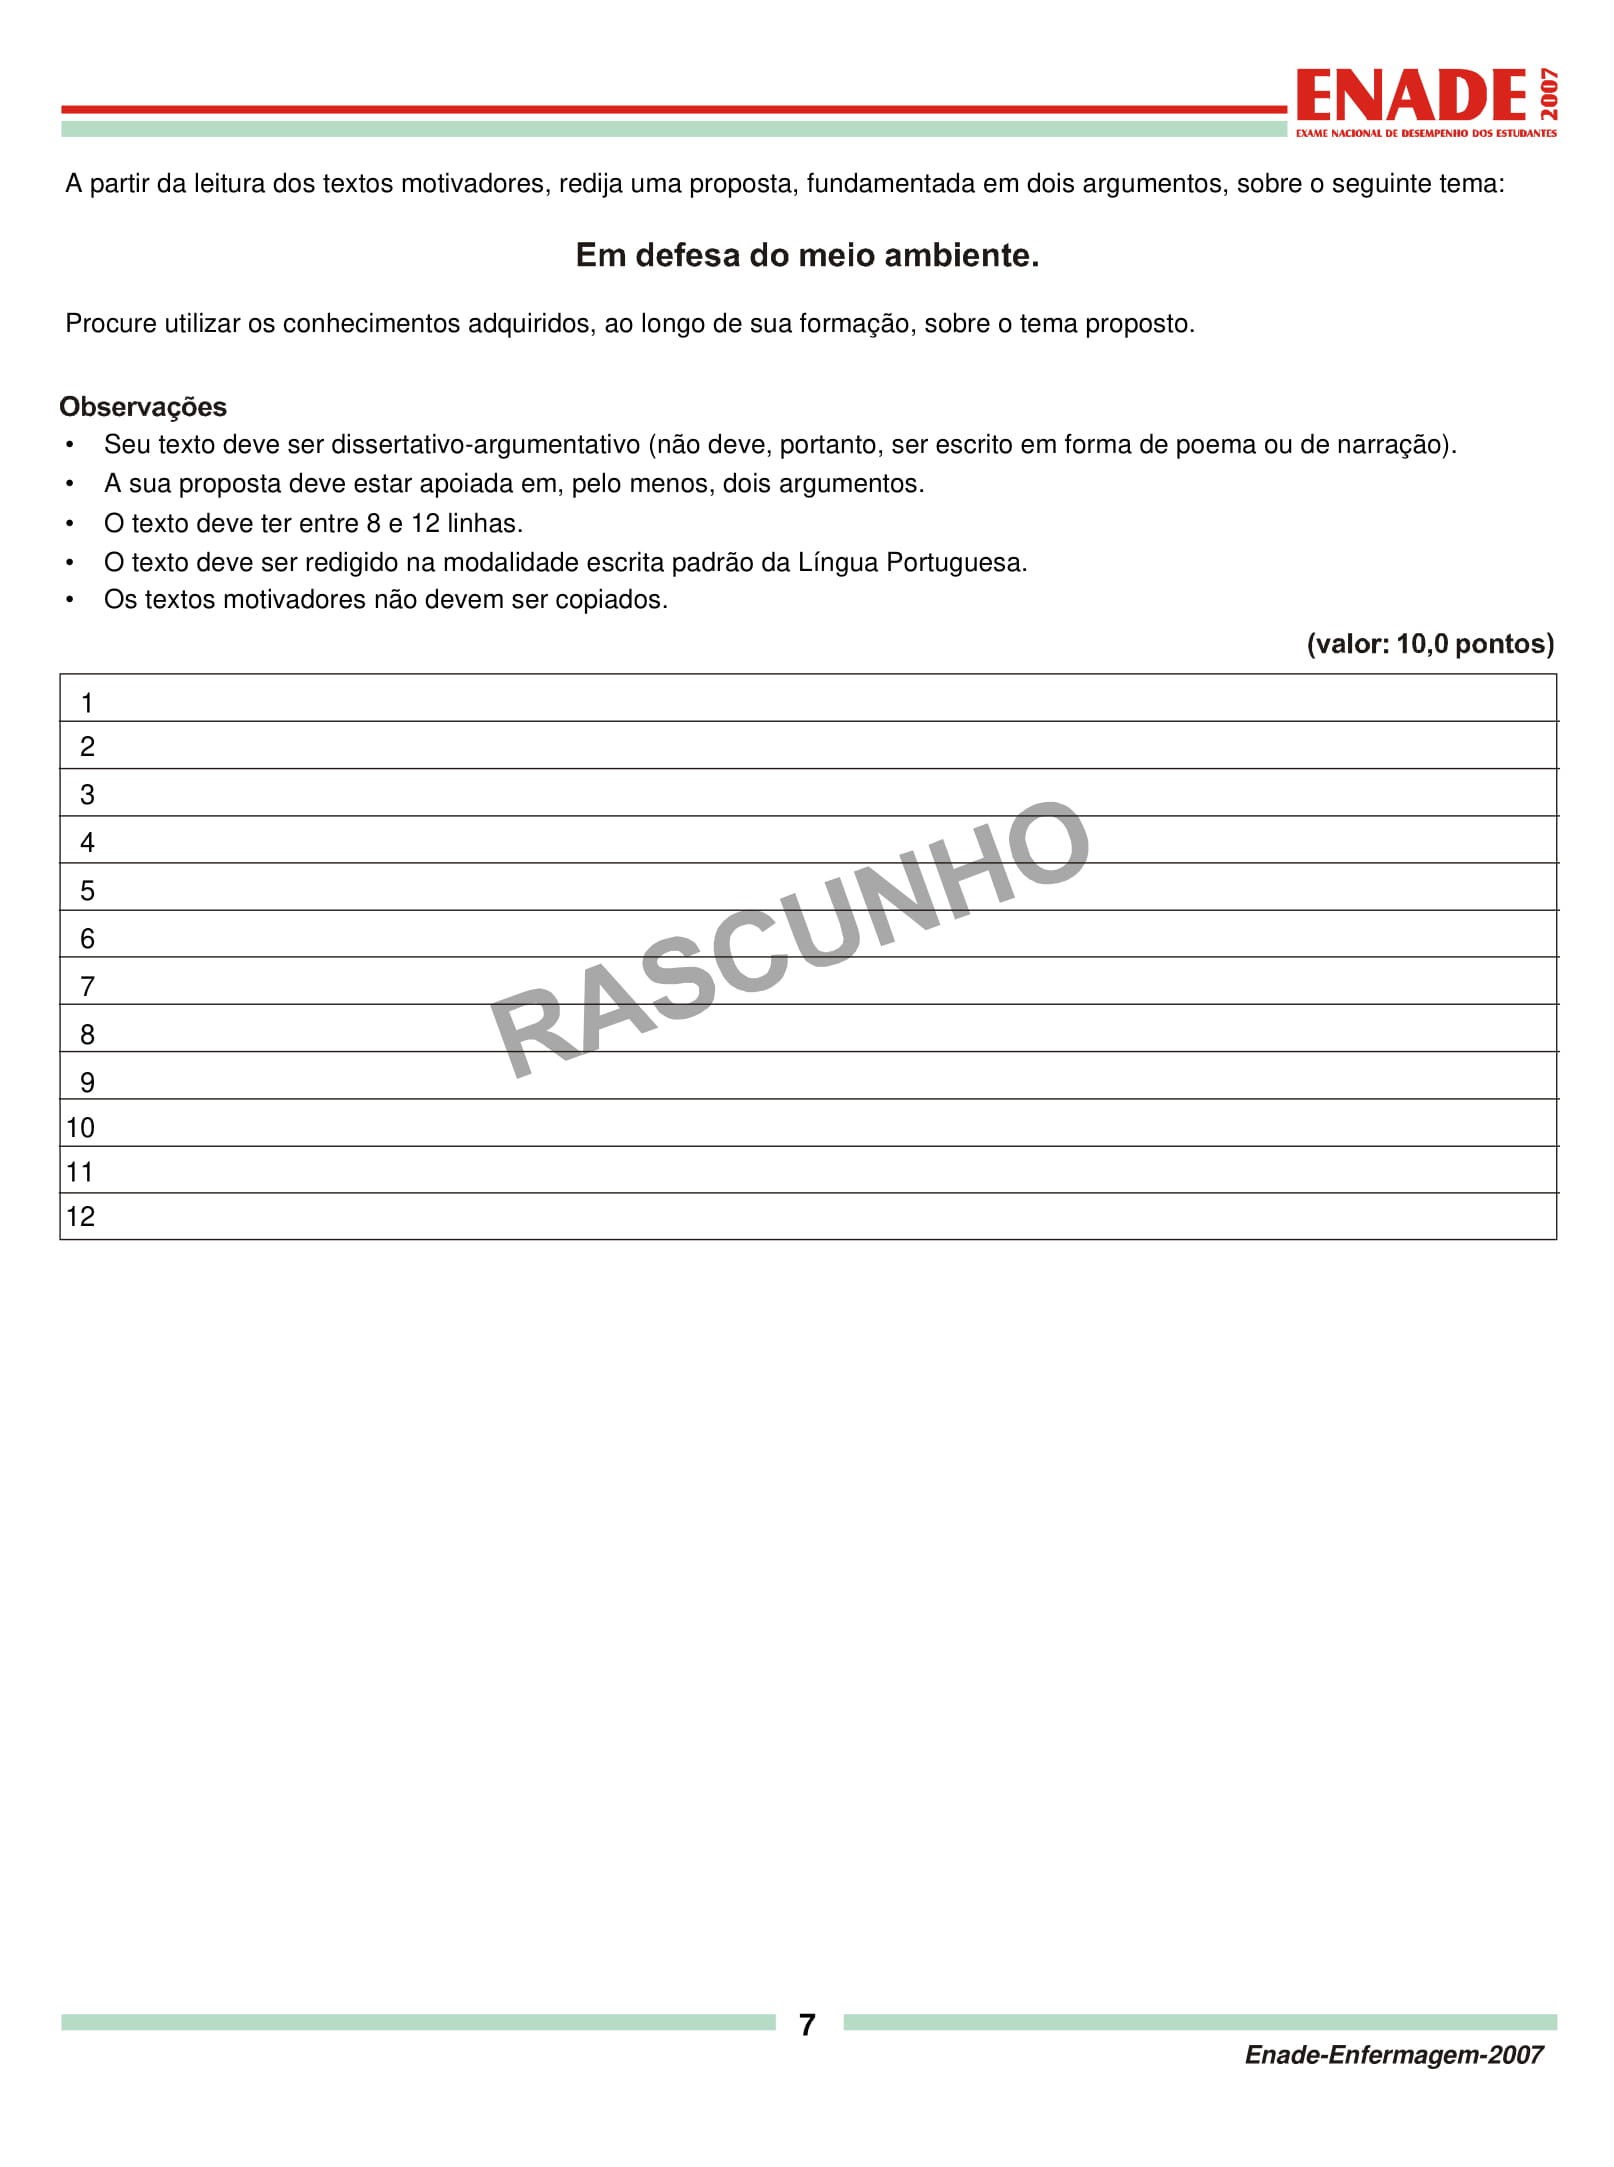 ENADE 2007
EXAME NACIONAL DE DESEMPENHO DOS ESTUDANTES
A partir da leitura dos textos motivadores, redija uma proposta, fundamentada em dois argumentos, sobre o seguinte tema:
Em defesa do meio ambiente.
Procure utilizar os conhecimentos adquiridos, ao longo de sua formação, sobre o tema proposto.
Observações
• Seu texto deve ser dissertativo-argumentativo (não deve, portanto, ser escrito em forma de poema ou de narração).
• A sua proposta deve estar apoiada em, pelo menos, dois argumentos.
• O texto deve ter entre 8 e 12 linhas.
• O texto deve ser redigido na modalidade escrita padrão da Língua Portuguesa.
• Os textos motivadores não devem ser copiados.
(valor: 10,0 pontos)
1
2
3
4
5
6
7
8
9
10
11
12
RASCUNHO
7
Enade-Enfermagem-2007